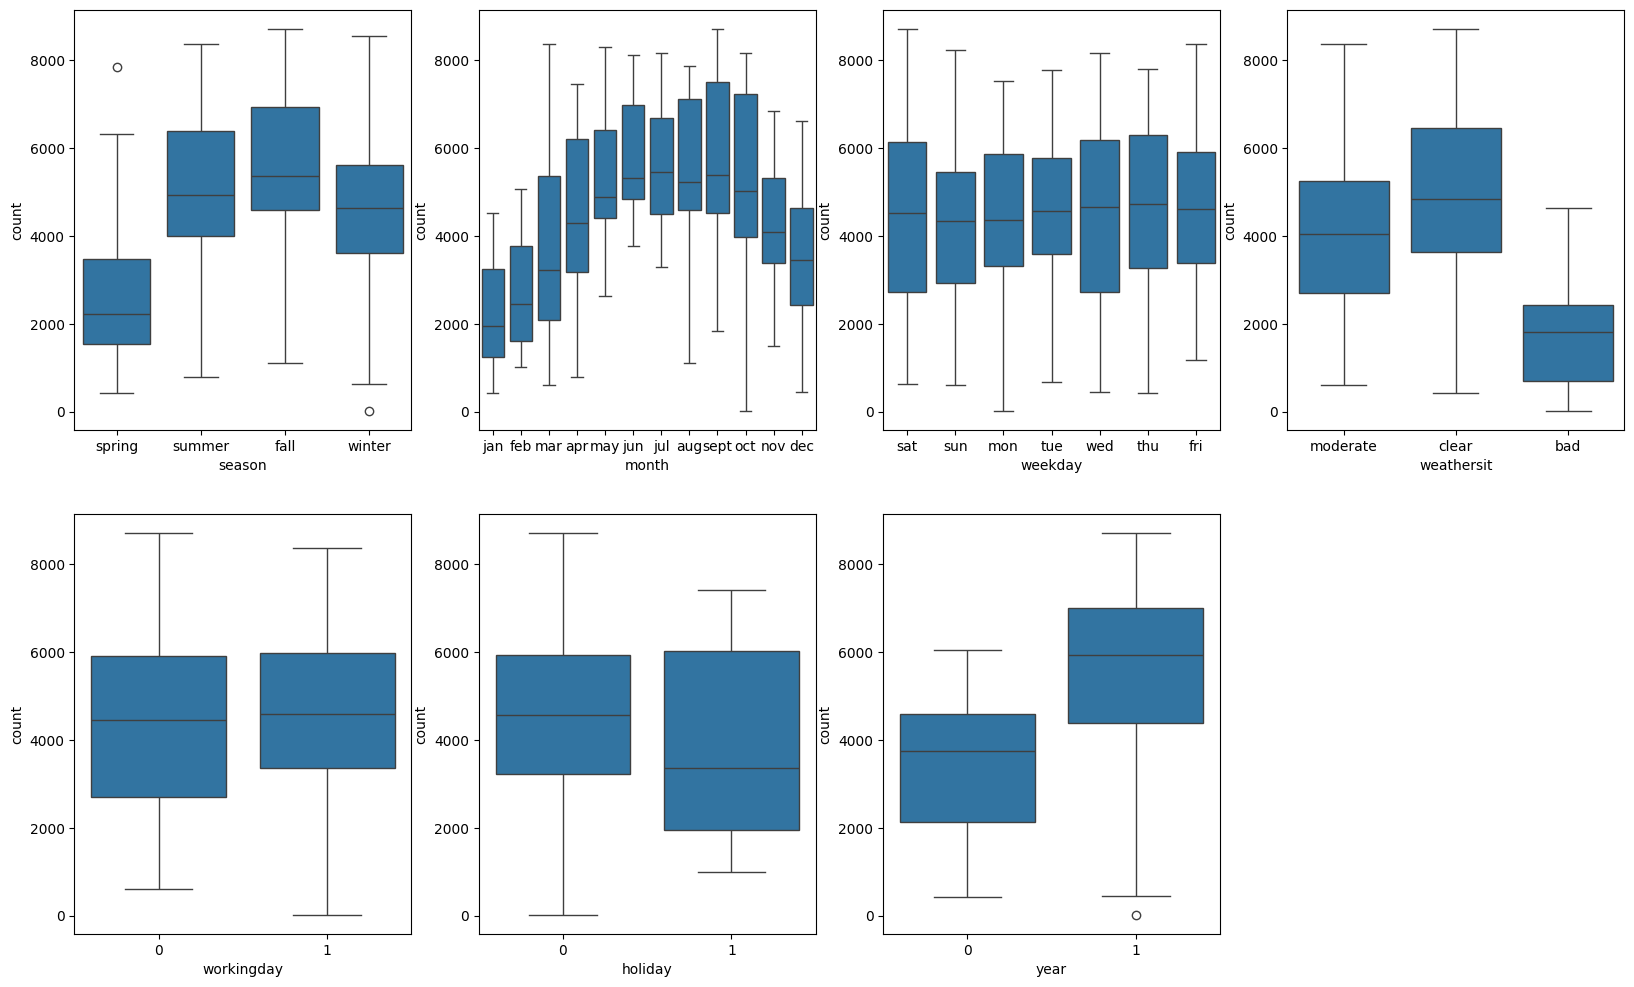 count
8000
6000
4000
2000
0
spring summer fall winter
season
count
8000
6000
4000
2000
0
jan feb mar apr may jun jul aug sept oct nov dec
month
count
8000
6000
4000
2000
0
sat sun mon tue wed thu fri
weekday
count
8000
6000
4000
2000
0
moderate clear bad
weathersit
count
8000
6000
4000
2000
0
0 1
workingday
count
8000
6000
4000
2000
0
0 1
holiday
count
8000
6000
4000
2000
0
0 1
year